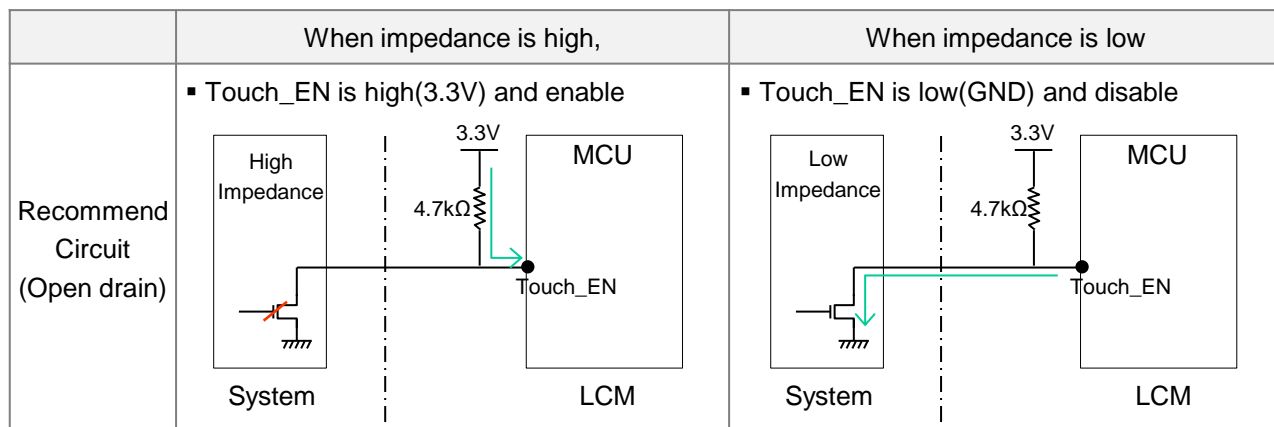 When impedance is high,
When impedance is low
Recommend
Circuit
(Open drain)
▪ Touch_EN is high(3.3V) and enable
High
Impedance
3.3V
4.7kΩ
MCU
Touch_EN
System
LCM
▪ Touch_EN is low(GND) and disable
Low
Impedance
3.3V
4.7kΩ
MCU
Touch_EN
System
LCM